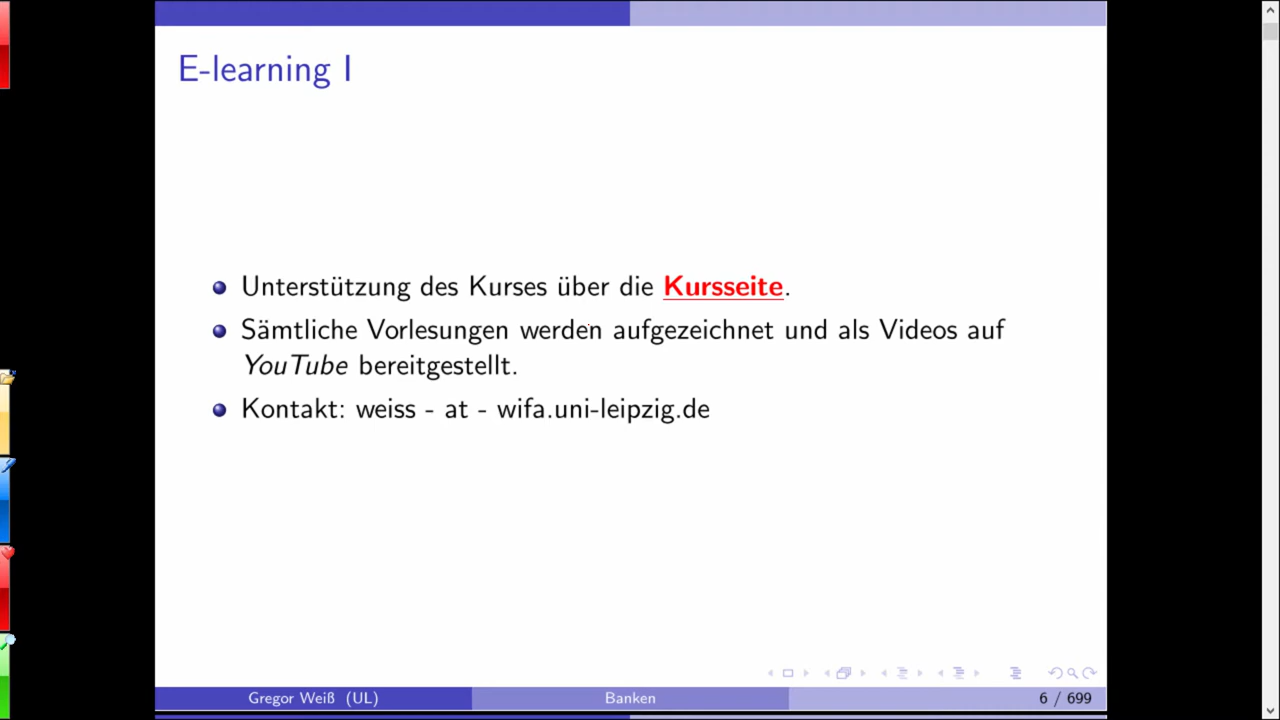 E-learning I
Unterstützung des Kurses über die Kursseite.
Sämtliche Vorlesungen werden aufgezeichnet und als Videos auf
YouTube bereitgestellt.
Kontakt: weiss - at - wifa.uni-leipzig.de
Gregor Weiß (UL) Banken 6 / 699